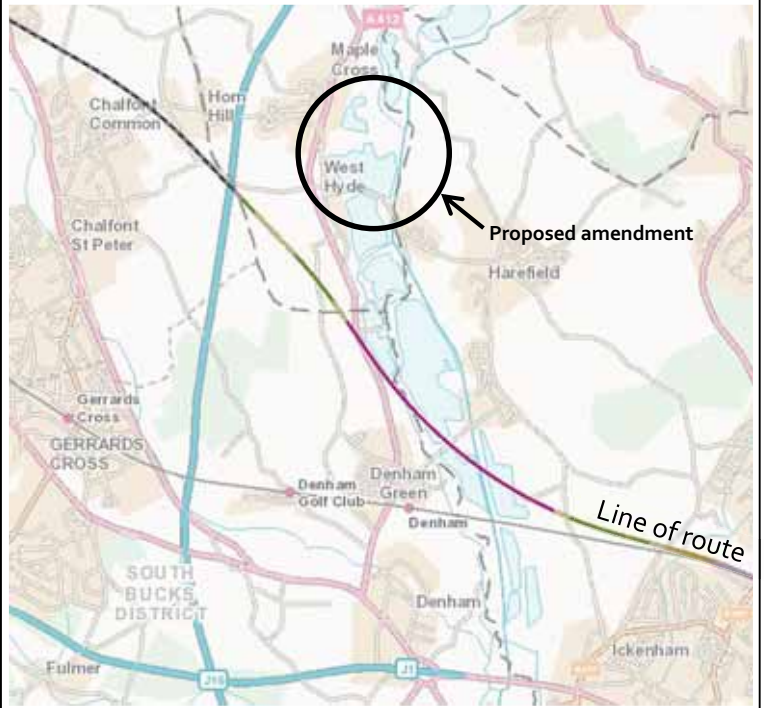 A412
Maple
Cross
Chalfont
Common
Horn
Hill
West
Hyde
Chalfont
St Peter
Proposed amendment
Harefield
Gerrards
Cross
GERRARDS
CROSS
Denham
Golf Club
Denham
Green
Denham
Line of route
SOUTH
BUCKS
DISTRICT
Denham
Ickenham
Fulmer
J16
J1